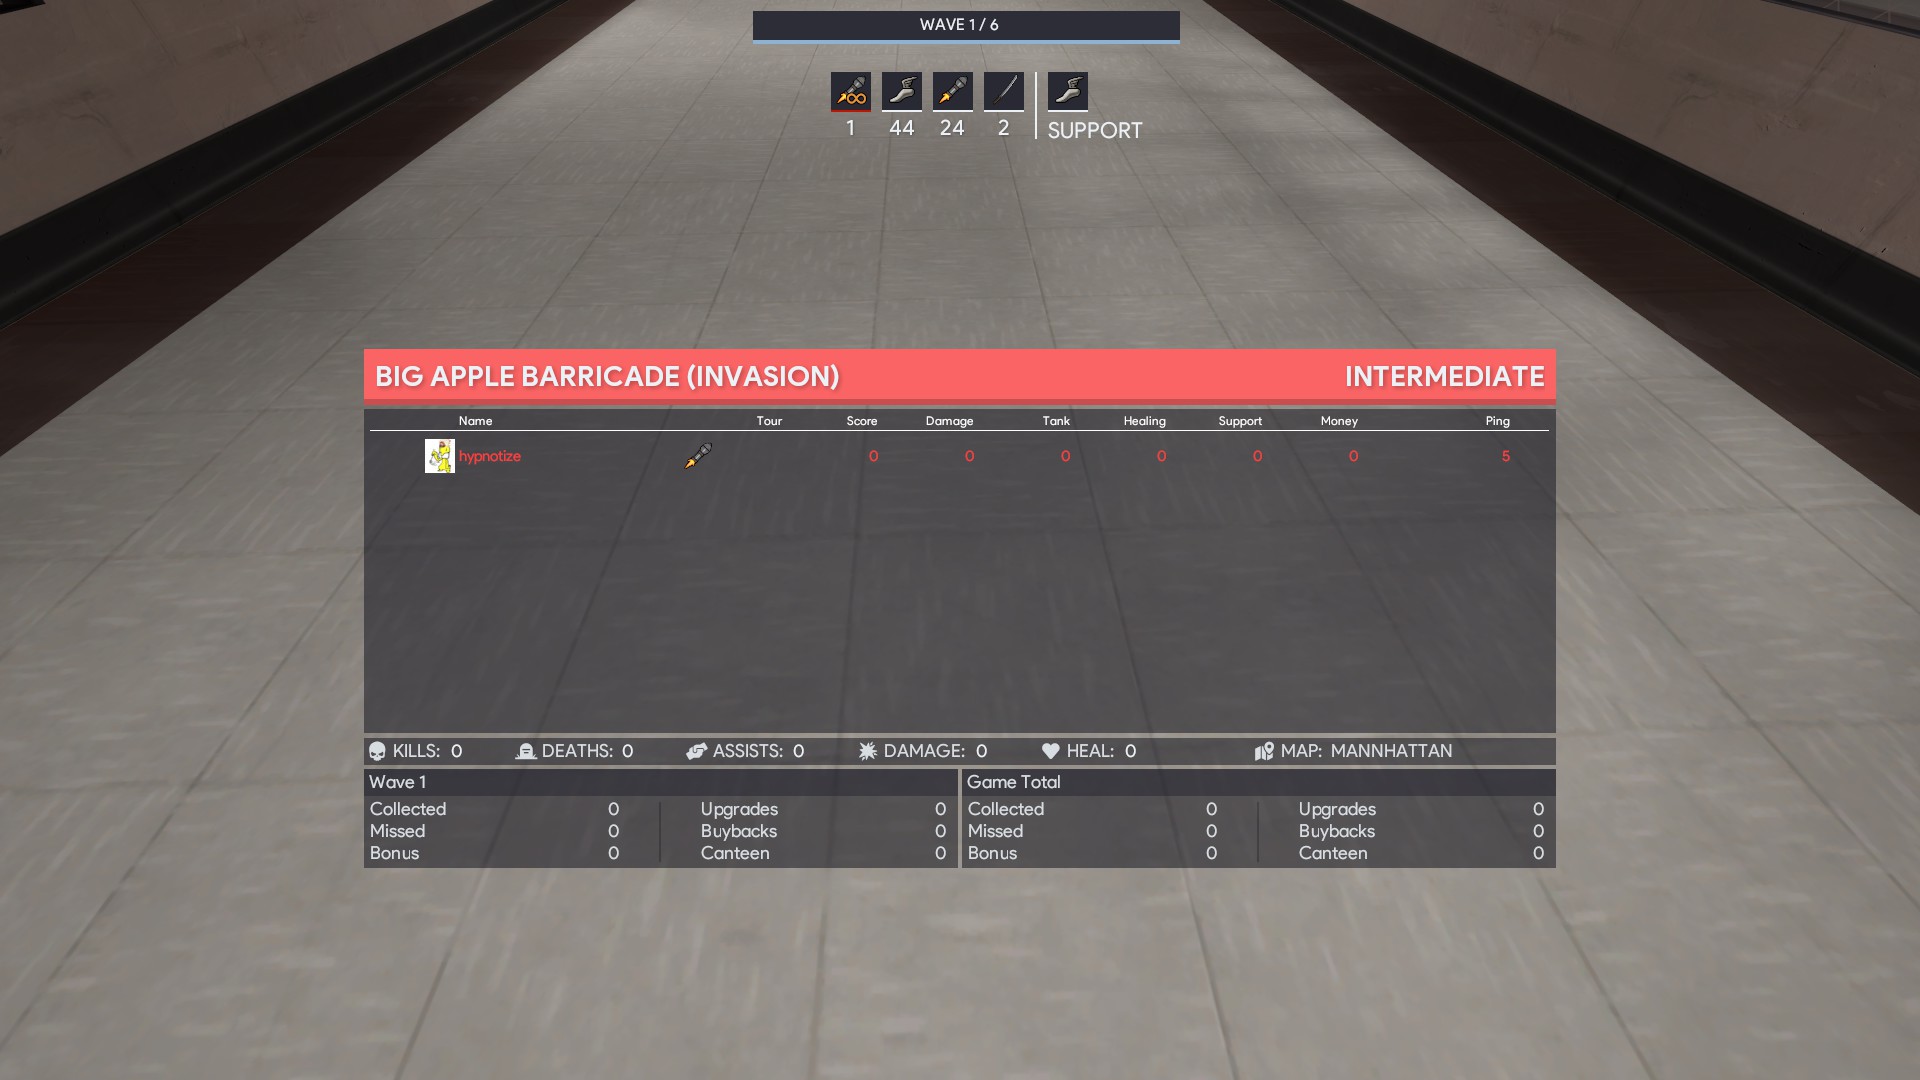 WAVE 1 / 6
1 44 24 2 SUPPORT
BIG APPLE BARRICADE (INVASION) INTERMEDIATE
Name Tour Score Damage Tank Healing Support Money Ping
hypnotize 0 0 0 0 0 0 5
KILLS: 0 DEATHS: 0 ASSISTS: 0 DAMAGE: 0 HEAL: 0 MAP: MANNHATTAN
Wave 1 Game Total
Collected 0 Upgrades 0 Collected 0 Upgrades 0
Missed 0 Buybacks 0 Missed 0 Buybacks 0
Bonus 0 Canteen 0 Bonus 0 Canteen 0